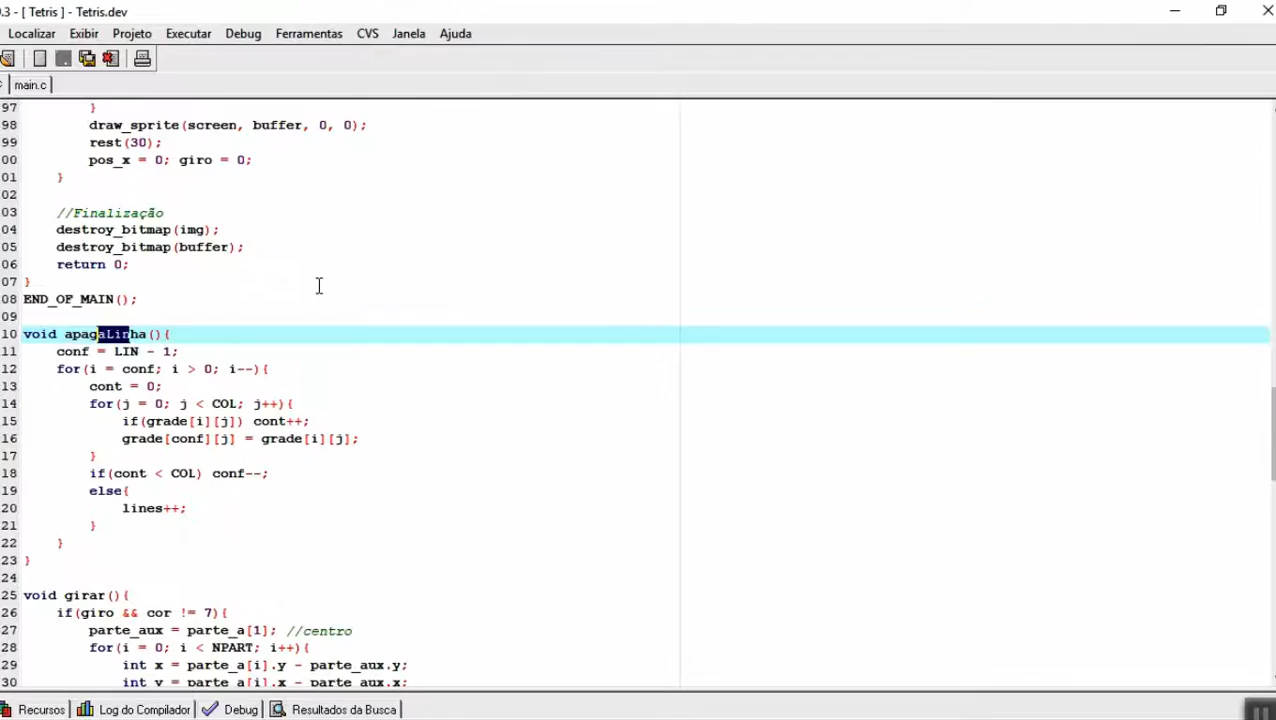 0.3 - [ Tetris ] - Tetris.dev
Localizar Exibir Projeto Executar Debug Ferramentas CVS Janela Ajuda
main.c
97 }
98 draw_sprite(screen, buffer, 0, 0);
99 rest(30);
00 pos_x = 0; giro = 0;
01 }
02
03 //Finalização
04 destroy_bitmap(img);
05 destroy_bitmap(buffer);
06 return 0;
07 }
08 END_OF_MAIN();
09
10 void apagaLinha(){
11 conf = LIN - 1;
12 for(i = conf; i > 0; i--){
13 cont = 0;
14 for(j = 0; j < COL; j++){
15 if(grade[i][j]) cont++;
16 grade[conf][j] = grade[i][j];
17 }
18 if(cont < COL) conf--;
19 else{
20 lines++;
21 }
22 }
23 }
24
25 void girar(){
26 if(giro && cor != 7){
27 parte_aux = parte_a[1]; //centro
28 for(i = 0; i < NPART; i++){
29 int x = parte_a[i].y - parte_aux.y;
30 int y = parte_a[i].x - parte_aux.x;
Recursos Log do Compilador Debug Resultados da Busca